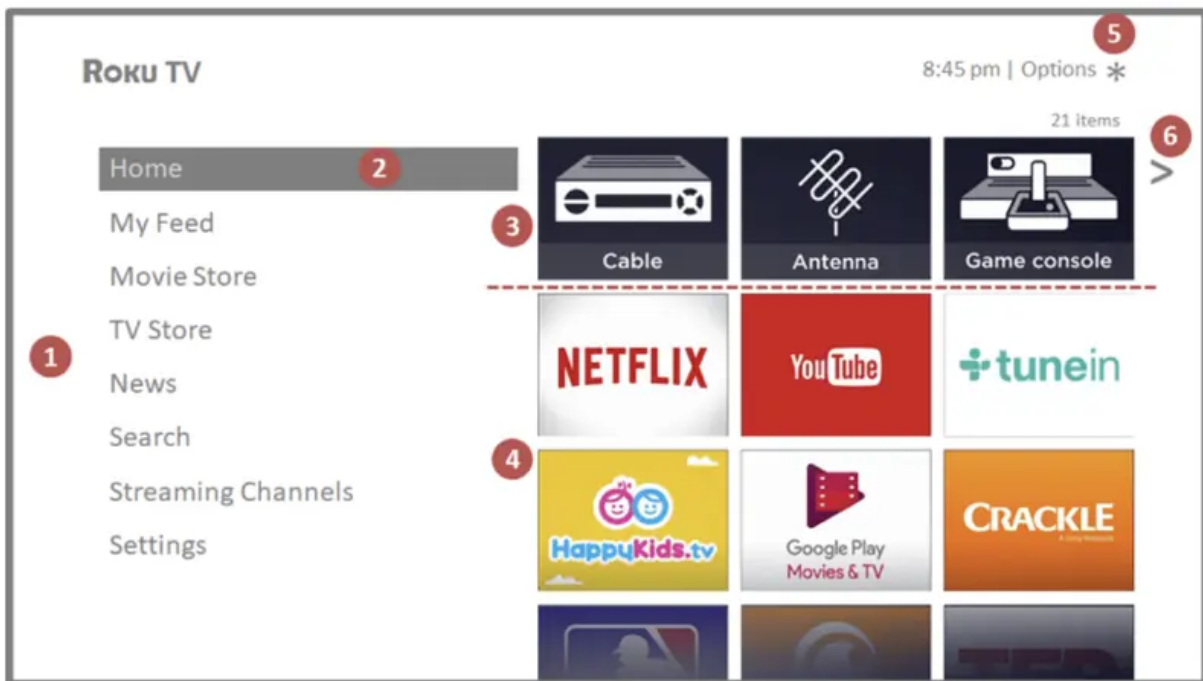 5
ROKU TV
8:45 pm | Options *
21 items
6
>
Home 2
My Feed
Movie Store
TV Store
News
Search
Streaming Channels
Settings
1
3
Cable
Antenna
Game console
NETFLIX
YouTube
tunein
4
HappyKids.tv
Google Play
Movies & TV
CRACKLE